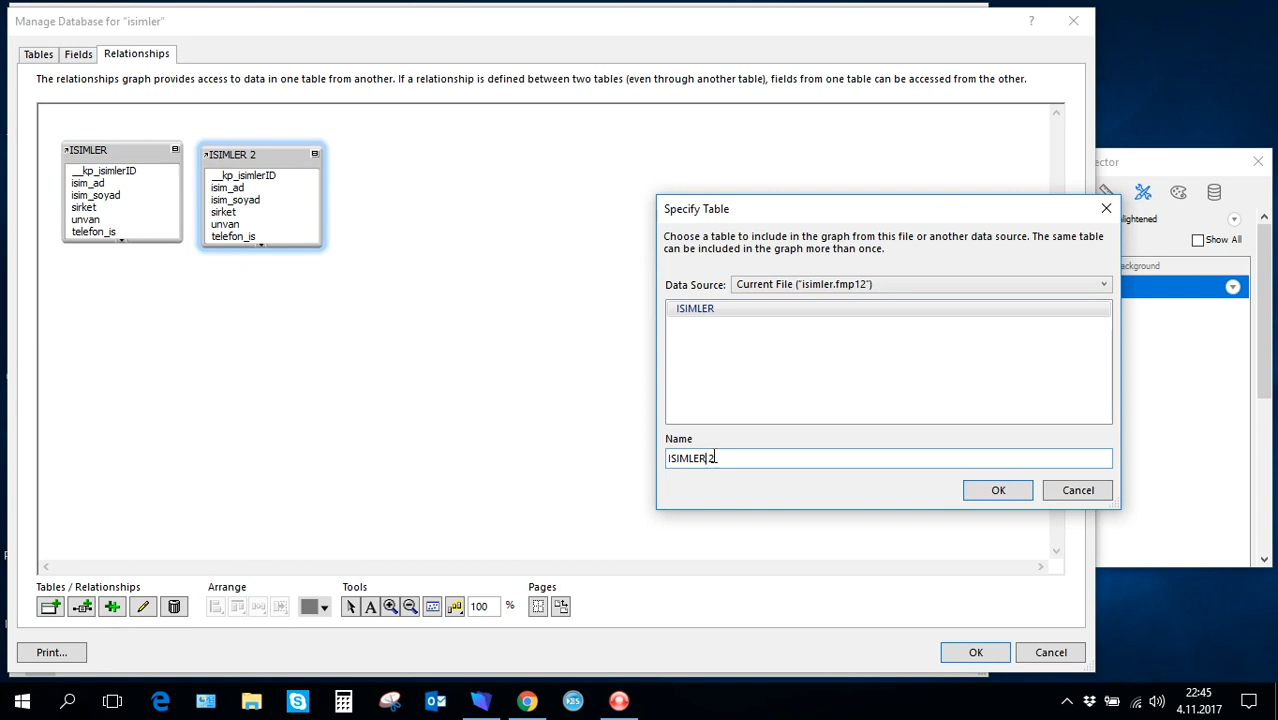 Manage Database for "isimler"
?
Tables Fields Relationships
The relationships graph provides access to data in one table from another. If a relationship is defined between two tables (even through another table), fields from one table can be accessed from the other.
ISIMLER
__kp_isimlerID
isim_ad
isim_soyad
sirket
unvan
telefon_is
ISIMLER 2
__kp_isimlerID
isim_ad
isim_soyad
sirket
unvan
telefon_is
ector
nlightened
Show All
ackground
Specify Table
Choose a table to include in the graph from this file or another data source. The same table
can be included in the graph more than once.
Data Source: Current File ("isimler.fmp12")
ISIMLER
Name
ISIMLER 2
OK Cancel
Tables / Relationships Arrange Tools Pages
A 100 %
Print... OK Cancel
22:45
4.11.2017